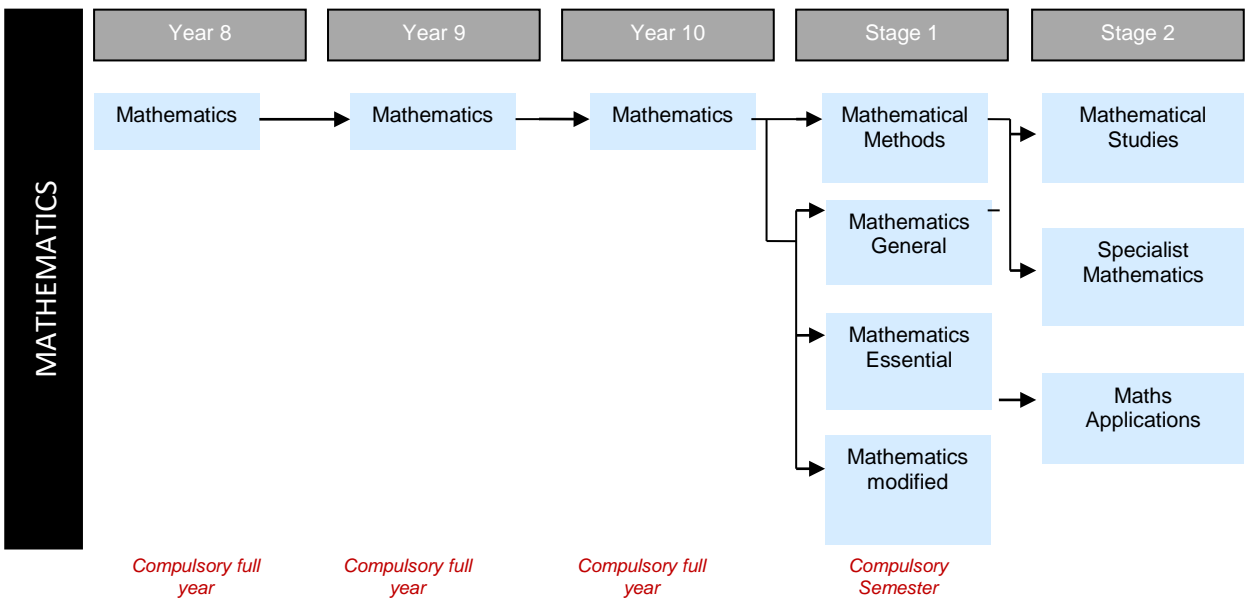 MATHEMATICS
Year 8
Year 9
Year 10
Stage 1
Stage 2
Mathematics
Mathematics
Mathematics
Mathematical
Methods
Mathematical
Studies
Mathematics
General
Specialist
Mathematics
Mathematics
Essential
Maths
Applications
Mathematics
modified
Compulsory full
year
Compulsory full
year
Compulsory full
year
Compulsory
Semester